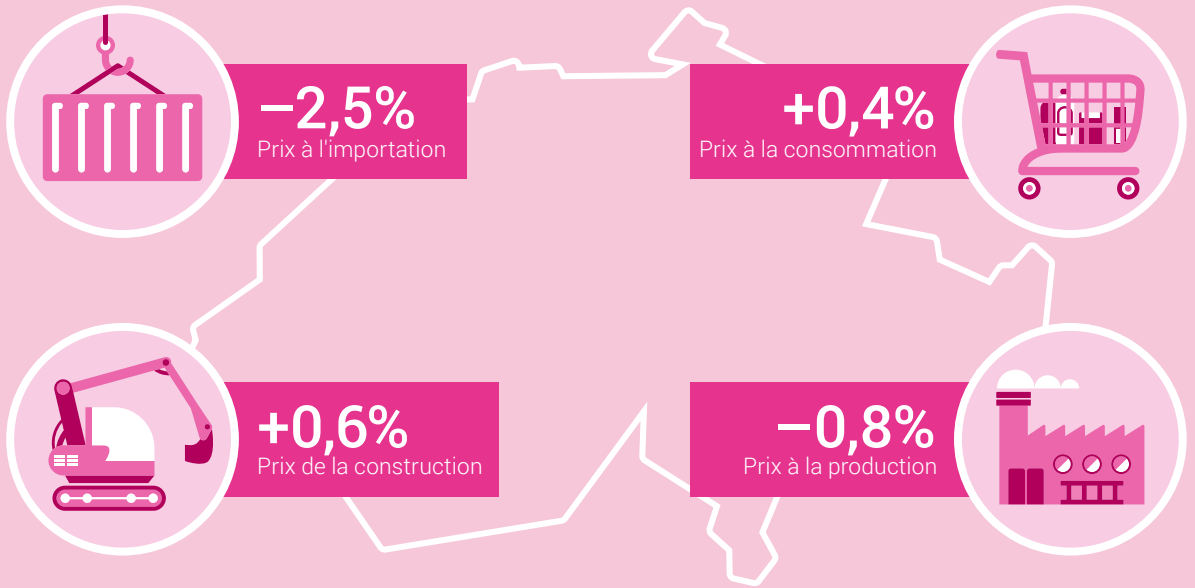 –2,5%
Prix à l'importation
+0,4%
Prix à la consommation
+0,6%
Prix de la construction
–0,8%
Prix à la production